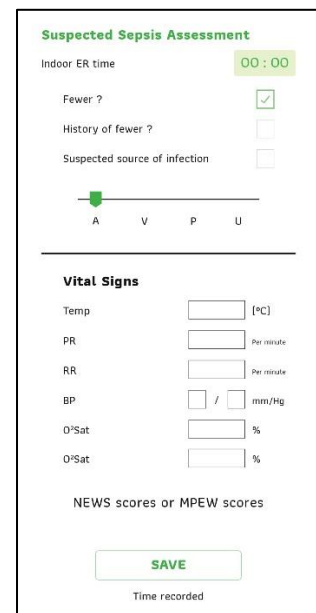 Suspected Sepsis Assessment
Indoor ER time 00 : 00
Fewer ?
History of fewer ?
Suspected source of infection
A V P U
Vital Signs
Temp [°C]
PR Per minute
RR Per minute
BP / mm/Hg
O²Sat %
O²Sat %
NEWS scores or MPEW scores
SAVE
Time recorded